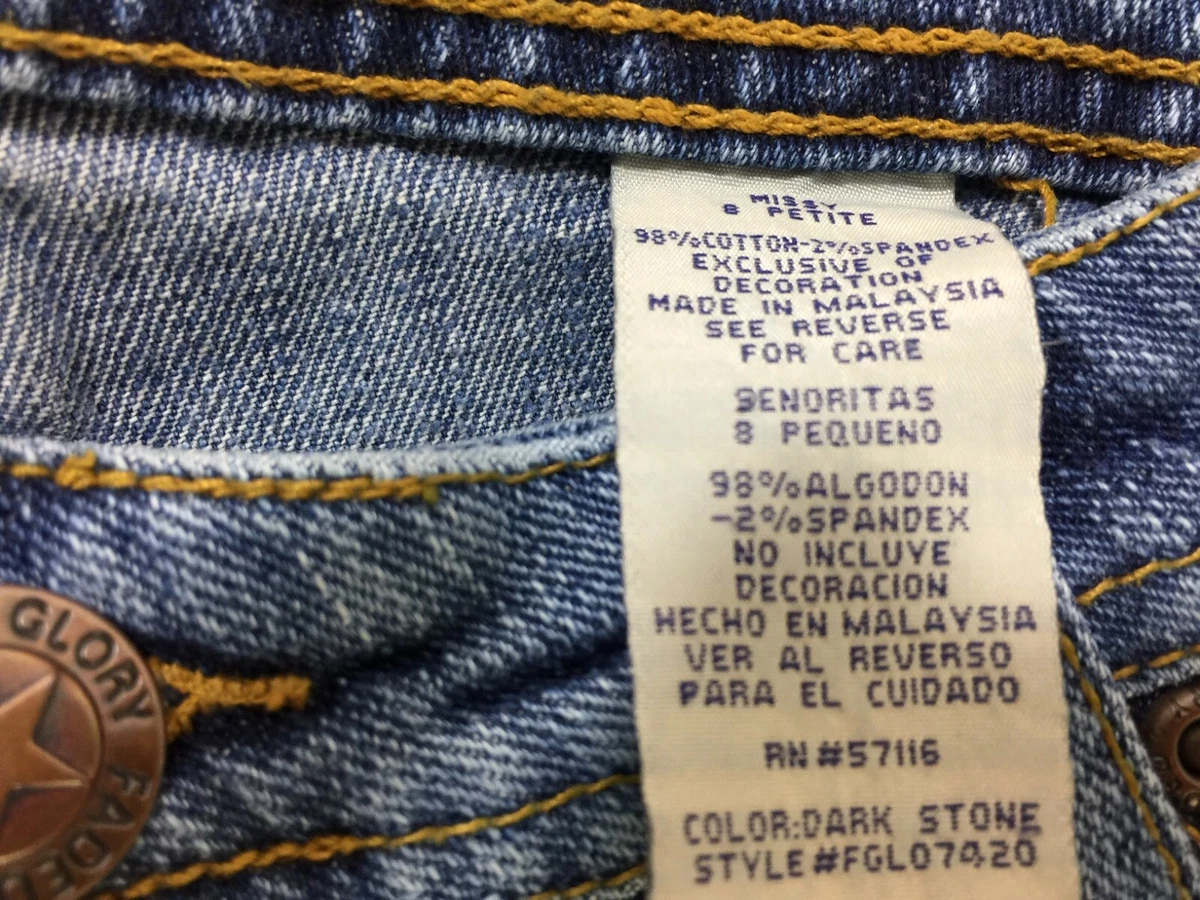 MISSY
8 PETITE
98%COTTON-2%SPANDEX
EXCLUSIVE OF
DECORATION
MADE IN MALAYSIA
SEE REVERSE
FOR CARE
SENORITAS
8 PEQUENO
98%ALGODON
-2%SPANDEX
NO INCLUYE
DECORACION
HECHO EN MALAYSIA
VER AL REVERSO
PARA EL CUIDADO
RN #57116
COLOR:DARK STONE
STYLE#FGL07420
GLORY
FADED